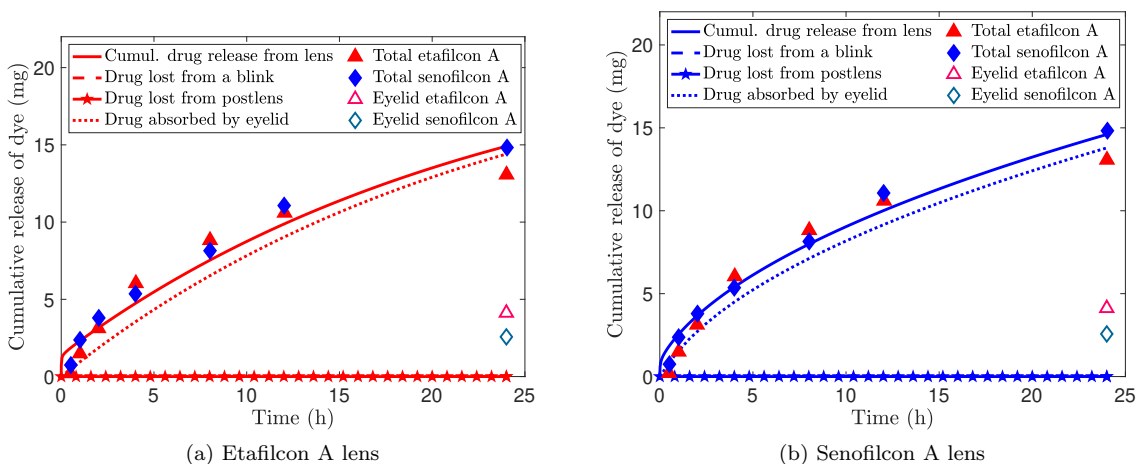 Cumulative release of dye (mg)
20
15
10
5
0
Cumul. drug release from lens
Drug lost from a blink
Drug lost from postlens
Drug absorbed by eyelid
Total etafilcon A
Total senofilcon A
Eyelid etafilcon A
Eyelid senofilcon A
0 5 10 15 20 25
Time (h)
(a) Etafilcon A lens
Cumulative release of dye (mg)
20
15
10
5
0
Cumul. drug release from lens
Drug lost from a blink
Drug lost from postlens
Drug absorbed by eyelid
Total etafilcon A
Total senofilcon A
Eyelid etafilcon A
Eyelid senofilcon A
0 5 10 15 20 25
Time (h)
(b) Senofilcon A lens